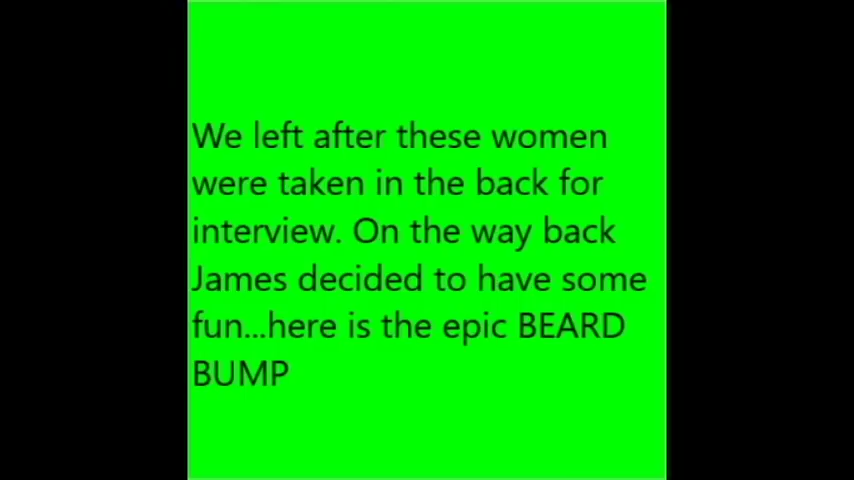 We left after these women
were taken in the back for
interview. On the way back
James decided to have some
fun...here is the epic BEARD
BUMP